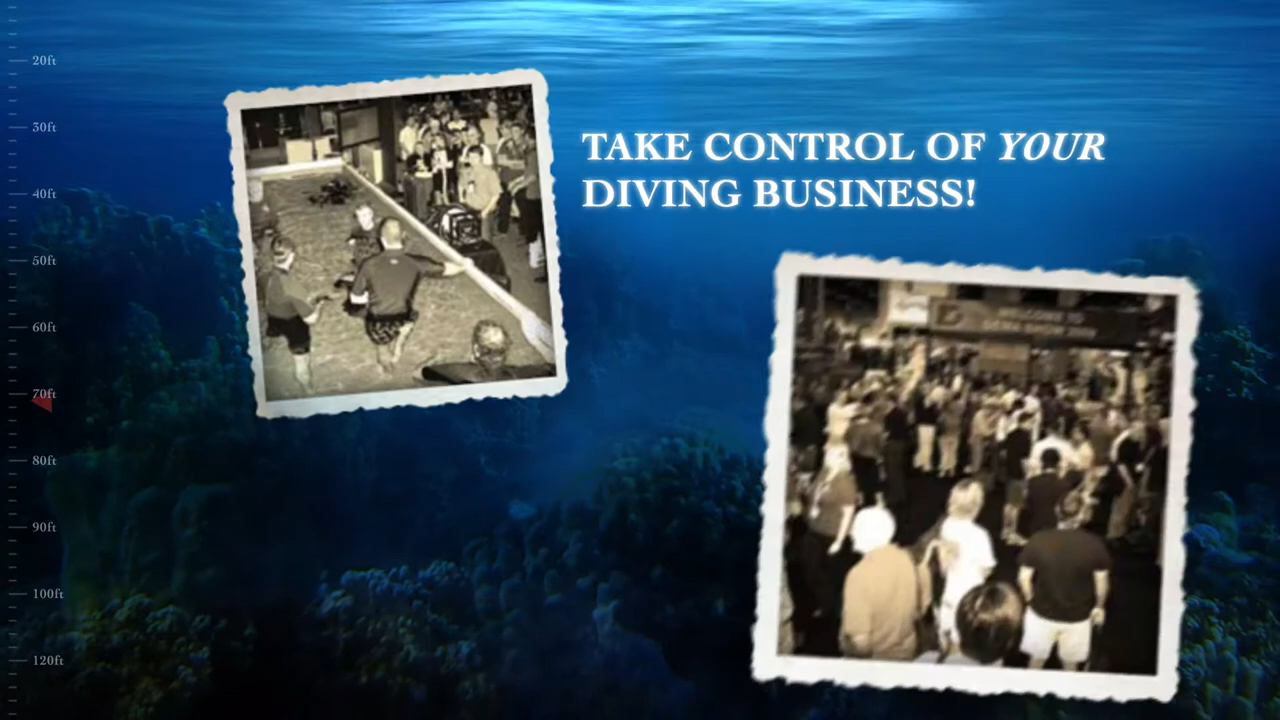 TAKE CONTROL OF YOUR
DIVING BUSINESS!
20ft
30ft
40ft
50ft
60ft
70ft
80ft
90ft
100ft
120ft